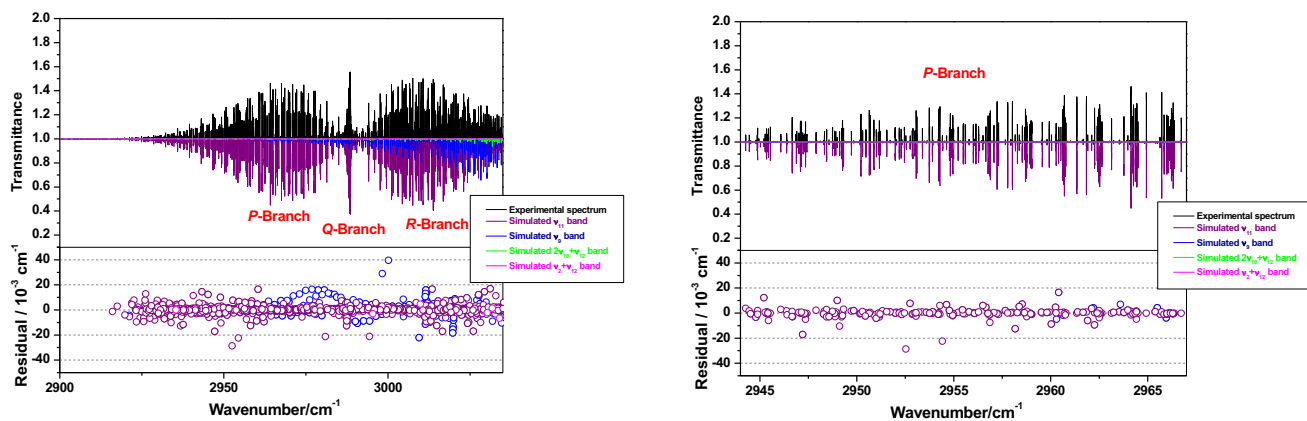 2.0
1.8
1.6
1.4
1.2
1.0
0.8
0.6
0.4
0.2
Transmittance
P-Branch
Q-Branch
R-Branch
Experimental spectrum
Simulated ν11 band
Simulated ν9 band
Simulated 2ν10+ν12 band
Simulated ν2+ν12 band
40
20
0
-20
-40
Residual / 10-3 cm-1
2900
2950
3000
Wavenumber/cm-1
2.0
1.8
1.6
1.4
1.2
1.0
0.8
0.6
0.4
0.2
Transmittance
P-Branch
Experimental spectrum
Simulated ν11 band
Simulated ν9 band
Simulated 2ν10+ν12 band
Simulated ν2+ν12 band
40
20
0
-20
-40
Residual / 10-3 cm-1
2945
2950
2955
2960
2965
Wavenumber/cm-1